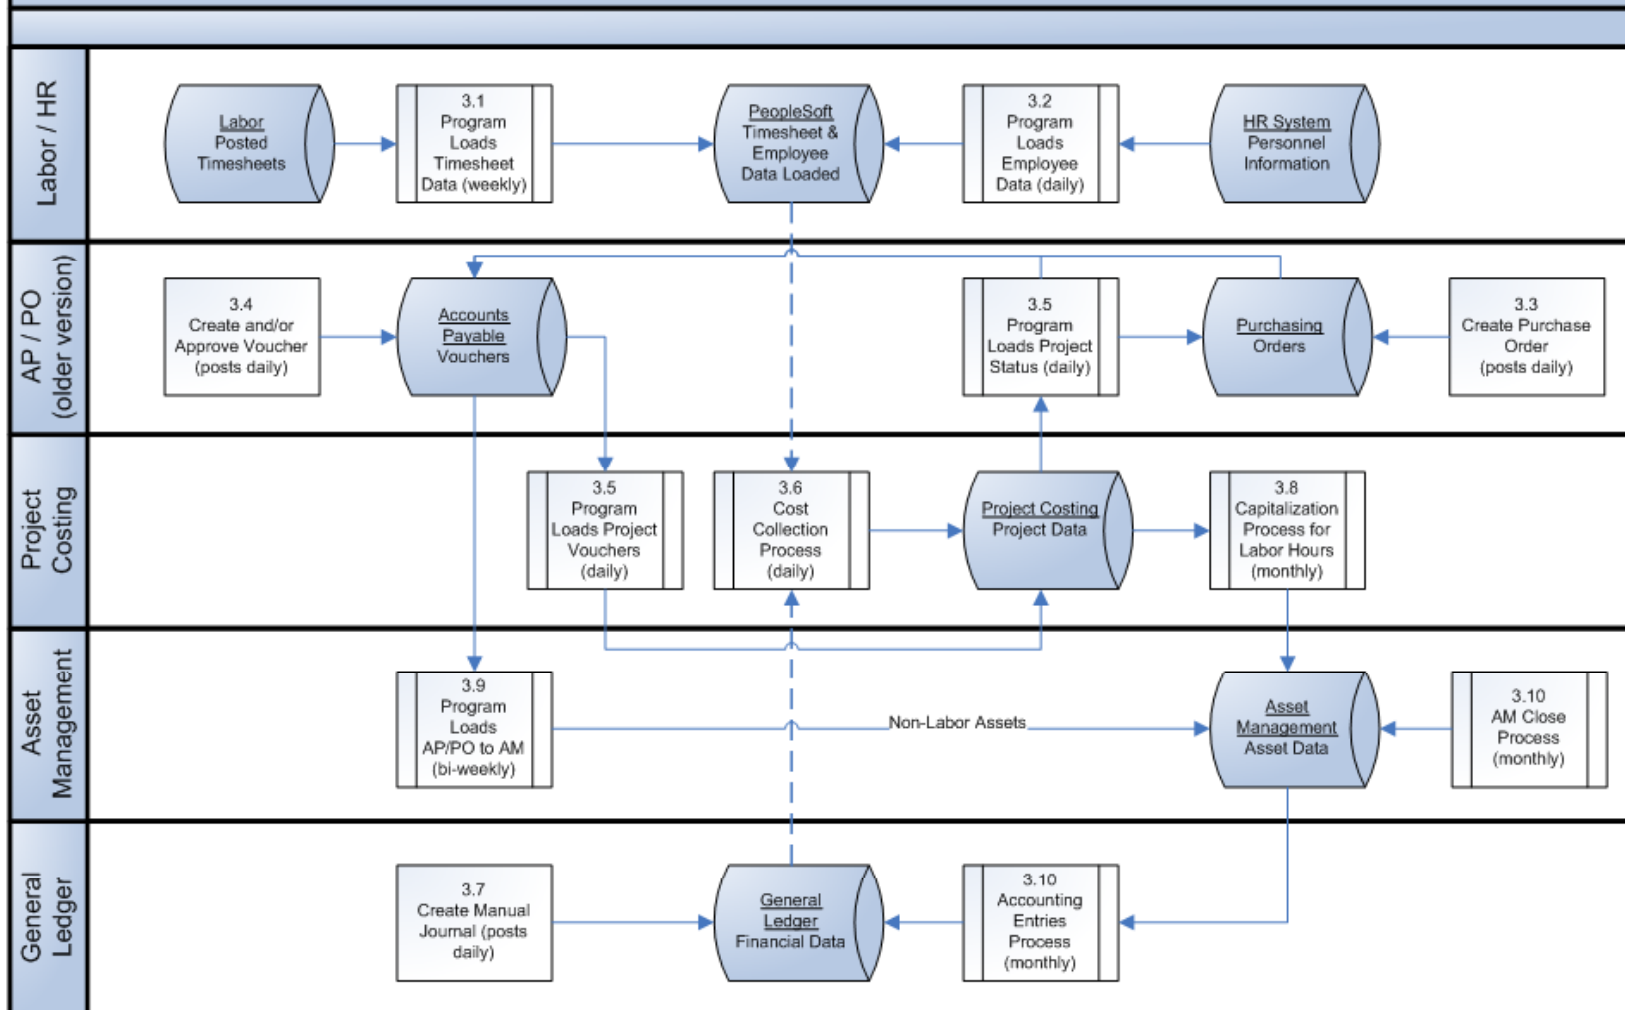 Labor / HR
Labor
Posted
Timesheets
3.1
Program
Loads
Timesheet
Data (weekly)
PeopleSoft
Timesheet &
Employee
Data Loaded
3.2
Program
Loads
Employee
Data (daily)
HR System
Personnel
Information
AP / PO
(older version)
3.4
Create and/or
Approve Voucher
(posts daily)
Accounts
Payable
Vouchers
3.5
Program
Loads Project
Status (daily)
Purchasing
Orders
3.3
Create Purchase
Order
(posts daily)
Project
Costing
3.5
Program
Loads Project
Vouchers
(daily)
3.6
Cost
Collection
Process
(daily)
Project Costing
Project Data
3.8
Capitalization
Process for
Labor Hours
(monthly)
Asset
Management
3.9
Program
Loads
AP/PO to AM
(bi-weekly)
Non-Labor Assets
Asset
Management
Asset Data
3.10
AM Close
Process
(monthly)
General
Ledger
3.7
Create Manual
Journal (posts
daily)
General
Ledger
Financial Data
3.10
Accounting
Entries
Process
(monthly)